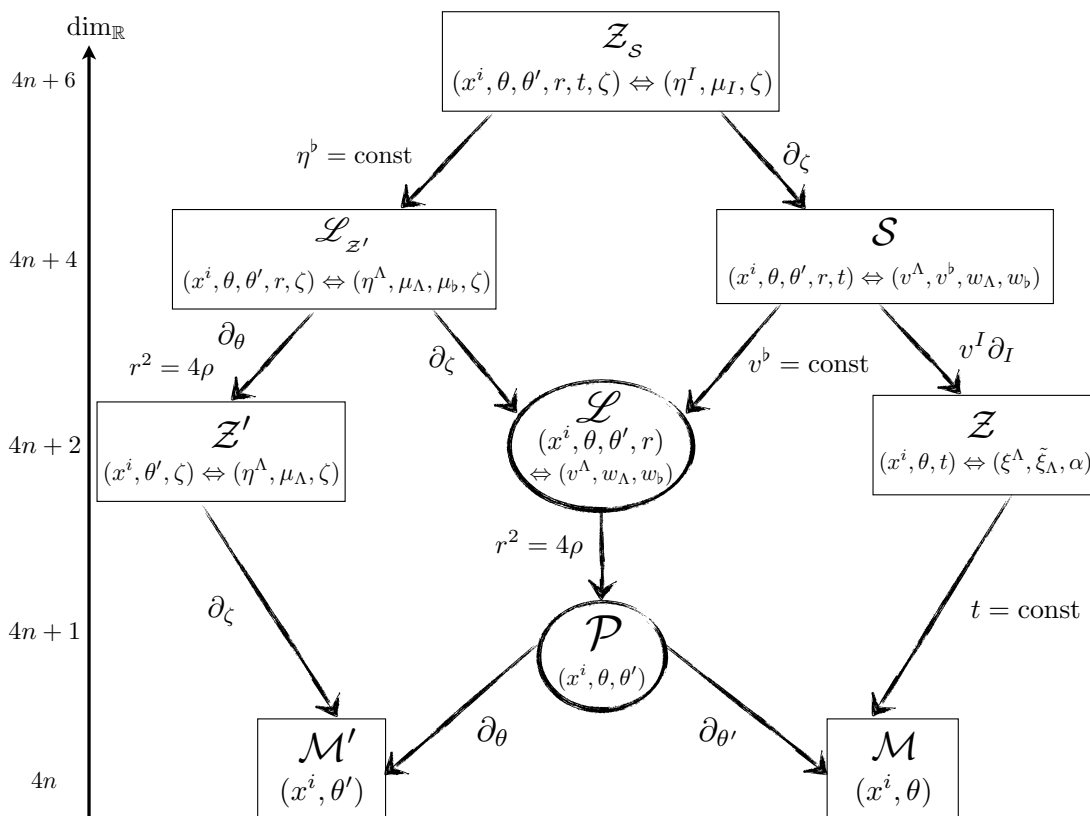 dim_ℝ
4n + 6
𝒵_𝒮
(x^i, θ, θ′, r, t, ζ) ⇔ (η^I, μ_I, ζ)
η^♭ = const
∂_ζ
4n + 4
ℒ_𝒵′
(x^i, θ, θ′, r, ζ) ⇔ (η^Λ, μ_Λ, μ_♭, ζ)
𝒮
(x^i, θ, θ′, r, t) ⇔ (v^Λ, v^♭, w_Λ, w_♭)
∂_θ
r^2 = 4ρ
∂_ζ
v^♭ = const
v^I ∂_I
4n + 2
𝒵′
(x^i, θ′, ζ) ⇔ (η^Λ, μ_Λ, ζ)
ℒ
(x^i, θ, θ′, r)
⇔ (v^Λ, w_Λ, w_♭)
𝒵
(x^i, θ, t) ⇔ (ξ^Λ, ξ̃_Λ, α)
r^2 = 4ρ
∂_ζ
t = const
4n + 1
𝒫
(x^i, θ, θ′)
∂_θ
∂_θ′
4n
ℳ′
(x^i, θ′)
ℳ
(x^i, θ)